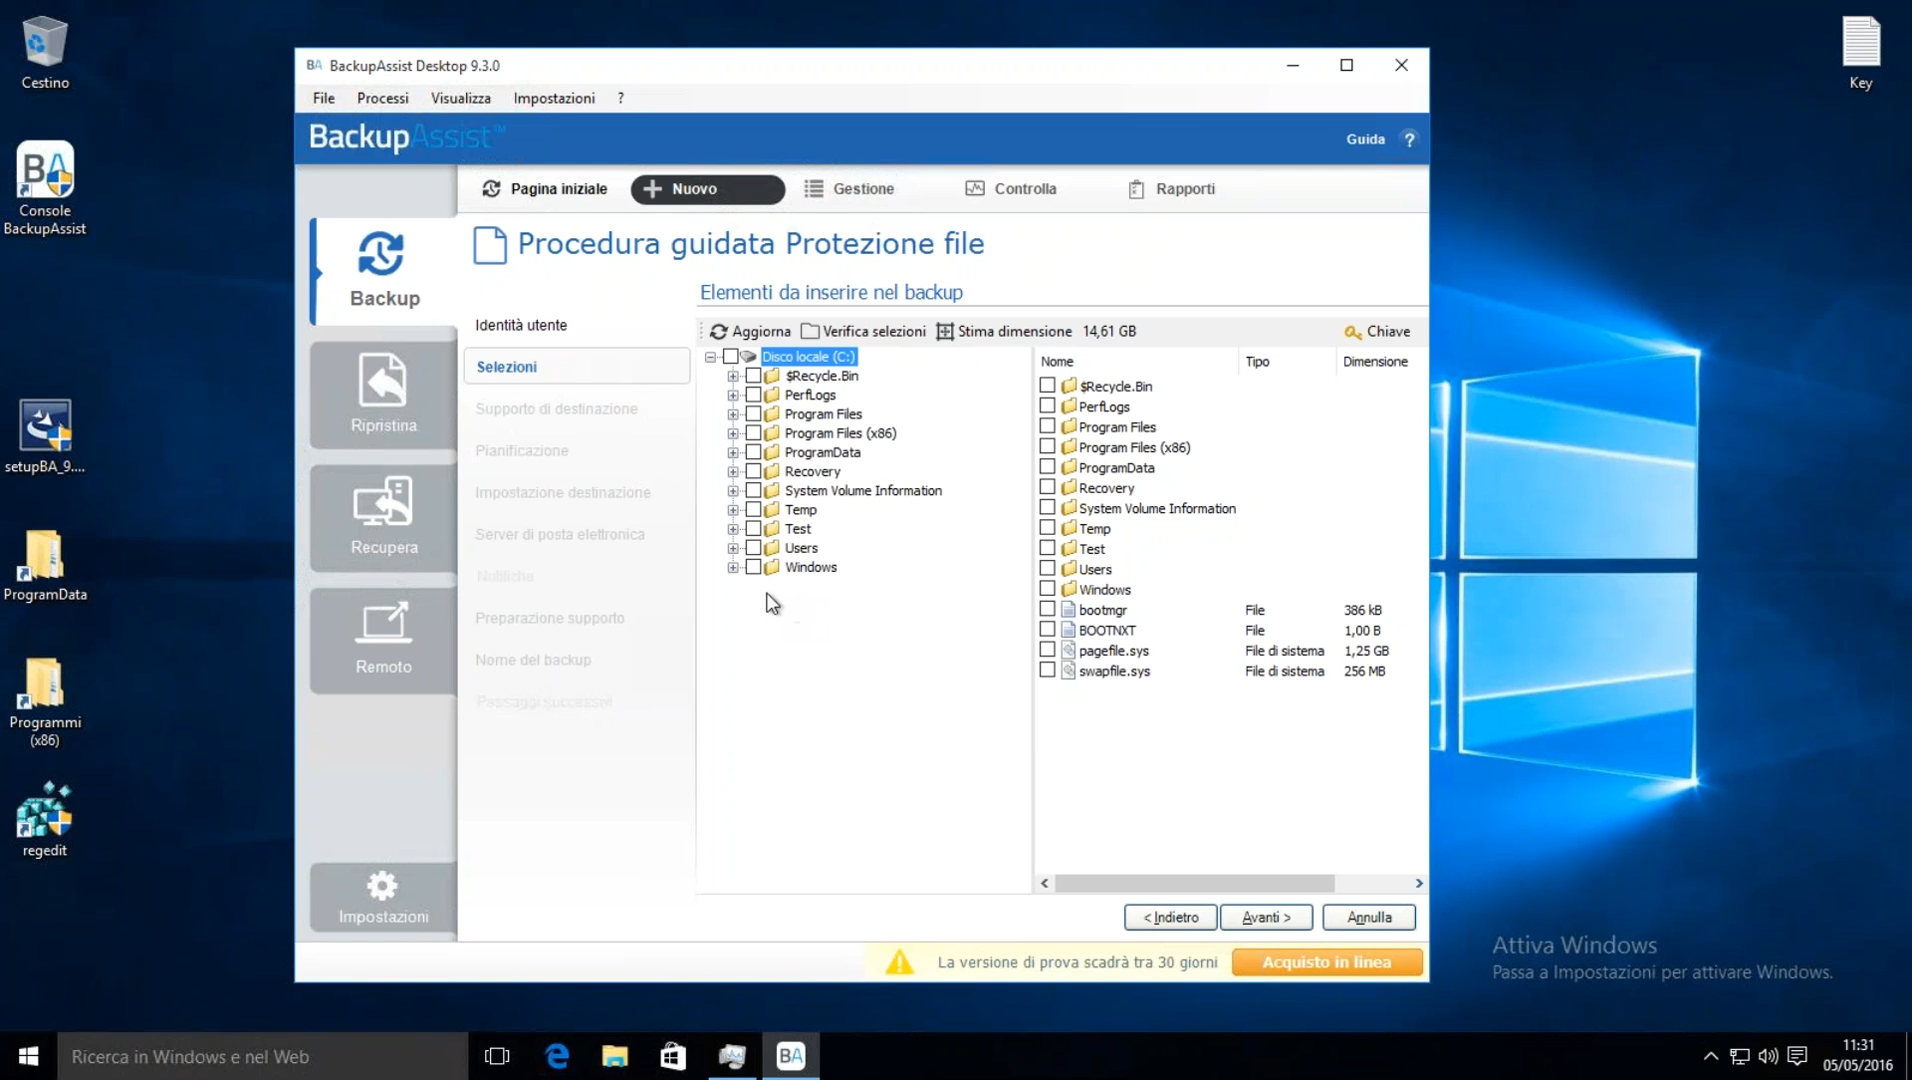 Cestino
Key
Console
BackupAssist
setupBA_9....
ProgramData
Programmi
(x86)
regedit
BA BackupAssist Desktop 9.3.0
File Processi Visualizza Impostazioni ?
BackupAssist™
Guida ?
Pagina iniziale Nuovo Gestione Controlla Rapporti
Backup
Ripristina
Recupera
Remoto
Impostazioni
Procedura guidata Protezione file
Identità utente
Selezioni
Supporto di destinazione
Pianificazione
Impostazione destinazione
Server di posta elettronica
Notifiche
Preparazione supporto
Nome del backup
Passaggi successivi
Elementi da inserire nel backup
Aggiorna Verifica selezioni Stima dimensione 14,61 GB Chiave
Disco locale (C:)
$Recycle.Bin
PerfLogs
Program Files
Program Files (x86)
ProgramData
Recovery
System Volume Information
Temp
Test
Users
Windows
Nome Tipo Dimensione
$Recycle.Bin
PerfLogs
Program Files
Program Files (x86)
ProgramData
Recovery
System Volume Information
Temp
Test
Users
Windows
bootmgr File 386 kB
BOOTNXT File 1,00 B
pagefile.sys File di sistema 1,25 GB
swapfile.sys File di sistema 256 MB
< Indietro Avanti > Annulla
La versione di prova scadrà tra 30 giorni Acquisto in linea
Attiva Windows
Passa a Impostazioni per attivare Windows.
Ricerca in Windows e nel Web
BA
11:31
05/05/2016